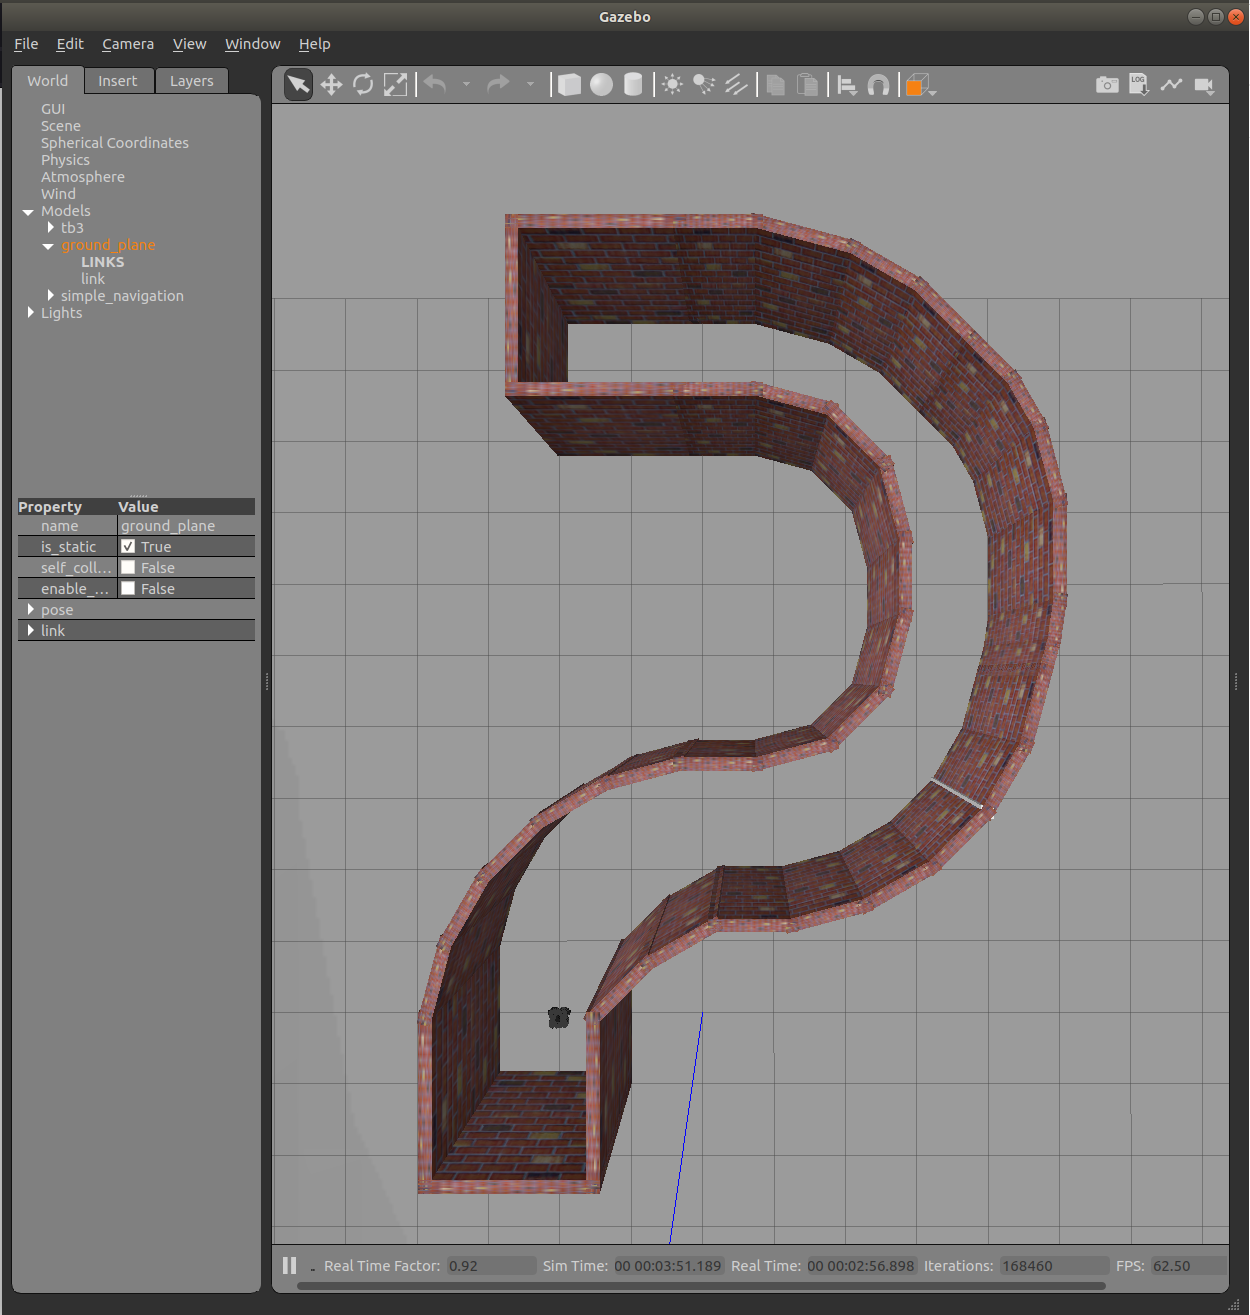 Gazebo
File Edit Camera View Window Help
World Insert Layers
LOG
GUI
Scene
Spherical Coordinates
Physics
Atmosphere
Wind
Models
tb3
ground_plane
LINKS
link
simple_navigation
Lights
Property Value
name ground_plane
is_static True
self_coll... False
enable_... False
pose
link
Real Time Factor: 0.92 Sim Time: 00 00:03:51.189 Real Time: 00 00:02:56.898 Iterations: 168460 FPS: 62.50